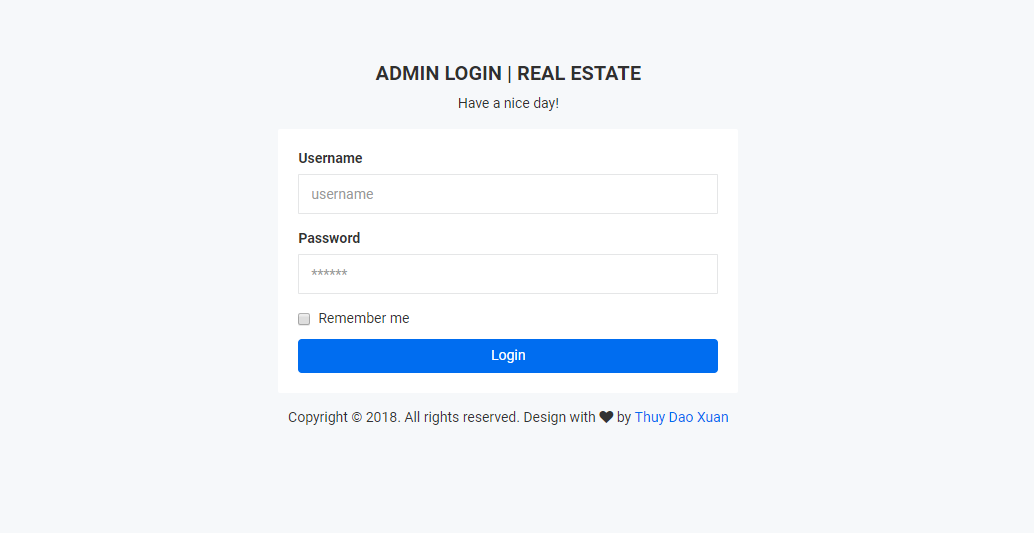 ADMIN LOGIN | REAL ESTATE
Have a nice day!
Username
username
Password
******
Remember me
Login
Copyright © 2018. All rights reserved. Design with ♥ by Thuy Dao Xuan